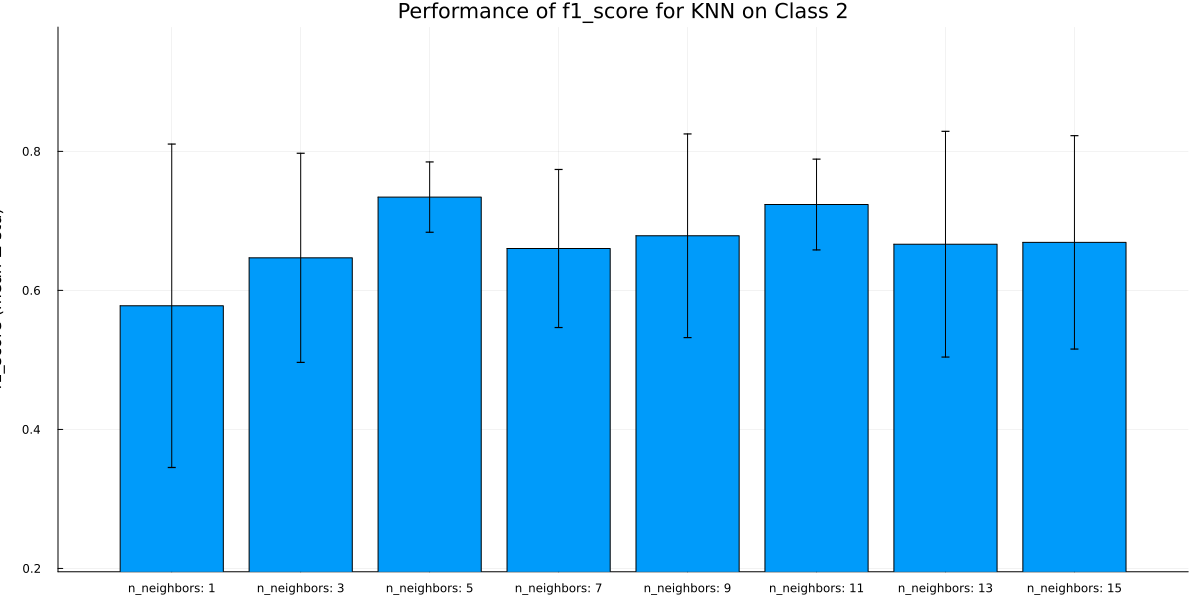 Performance of f1_score for KNN on Class 2
0.8
0.6
0.4
0.2
n_neighbors: 1
n_neighbors: 3
n_neighbors: 5
n_neighbors: 7
n_neighbors: 9
n_neighbors: 11
n_neighbors: 13
n_neighbors: 15